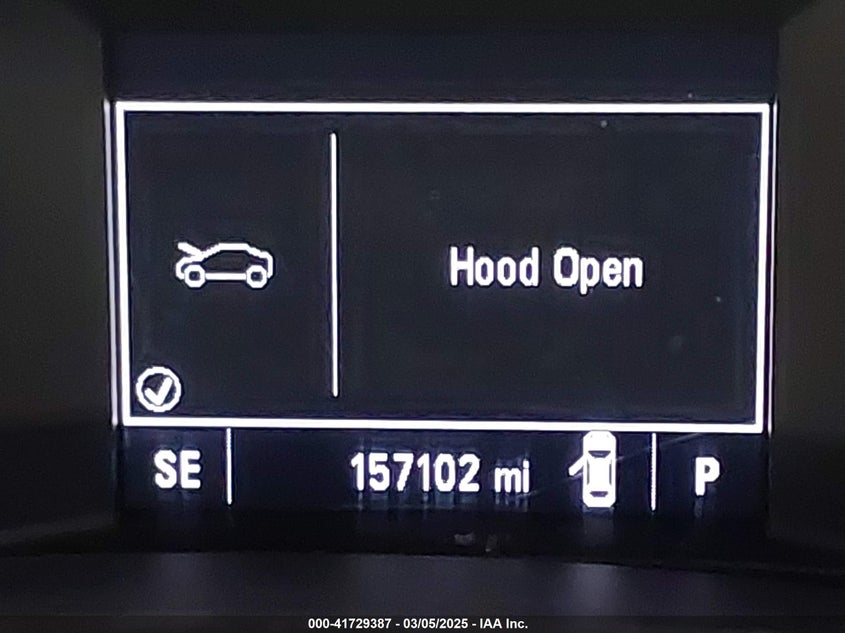 Hood Open
SE 157102 mi P
000-41729387 - 03/05/2025 - IAA Inc.